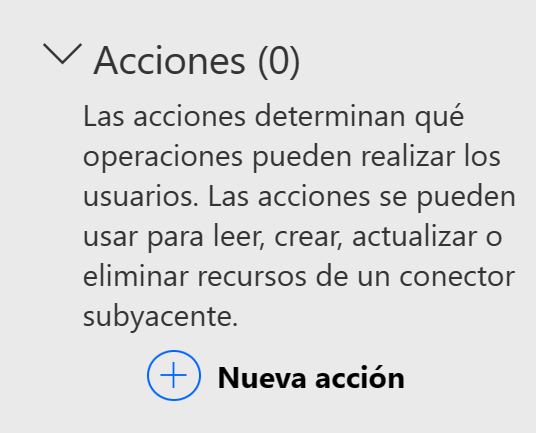 Acciones (0)
Las acciones determinan qué
operaciones pueden realizar los
usuarios. Las acciones se pueden
usar para leer, crear, actualizar o
eliminar recursos de un conector
subyacente.
Nueva acción